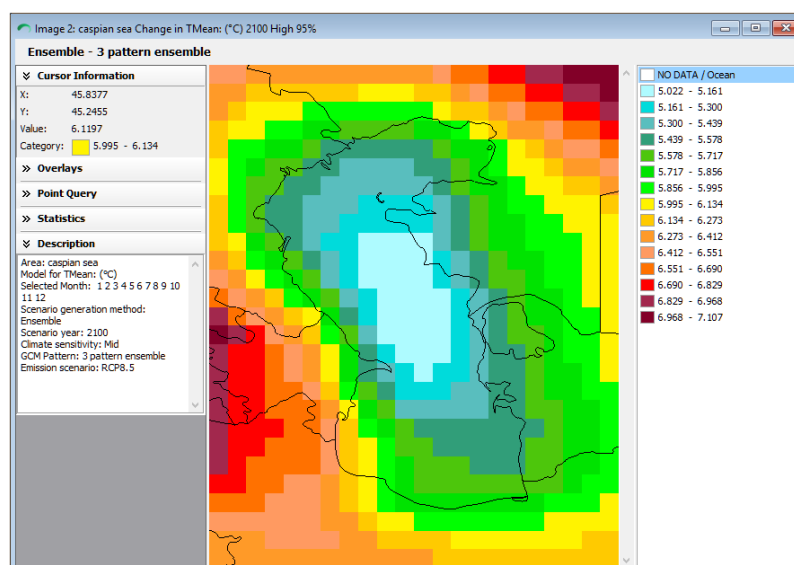 Image 2: caspian sea Change in TMean: (°C) 2100 High 95%
Ensemble - 3 pattern ensemble
Cursor Information
X: 45.8377
Y: 45.2455
Value: 6.1197
Category: 5.995 - 6.134
Overlays
Point Query
Statistics
Description
Area: caspian sea
Model for TMean: (°C)
Selected Month: 1 2 3 4 5 6 7 8 9 10
11 12
Scenario generation method:
Ensemble
Scenario year: 2100
Climate sensitivity: Mid
GCM Pattern: 3 pattern ensemble
Emission scenario: RCP8.5
NO DATA / Ocean
5.022 - 5.161
5.161 - 5.300
5.300 - 5.439
5.439 - 5.578
5.578 - 5.717
5.717 - 5.856
5.856 - 5.995
5.995 - 6.134
6.134 - 6.273
6.273 - 6.412
6.412 - 6.551
6.551 - 6.690
6.690 - 6.829
6.829 - 6.968
6.968 - 7.107